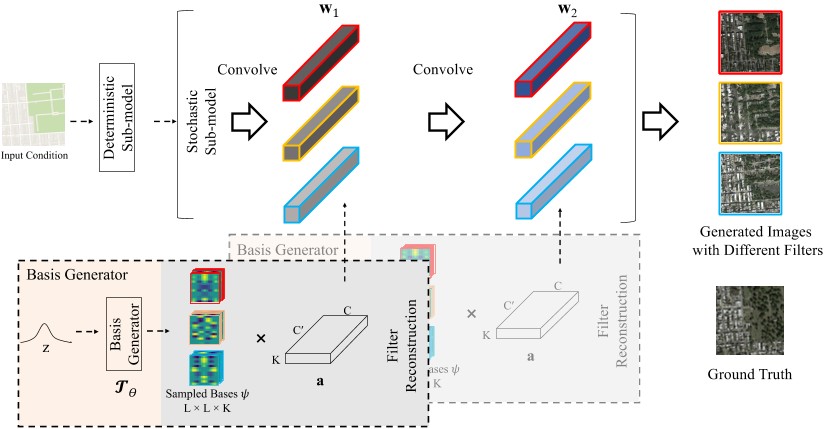 w1
w2
Convolve
Convolve
Input Condition
Deterministic
Sub-model
Stochastic
Sub-model
Generated Images
with Different Filters
Ground Truth
Basis Generator
z
Basis
Generator
𝒯θ
Sampled Bases ψ
L × L × K
×
C
C′
K
a
Filter
Reconstruction
Basis Generator
ases ψ
K
×
C
C′
K
a
Filter
Reconstruction